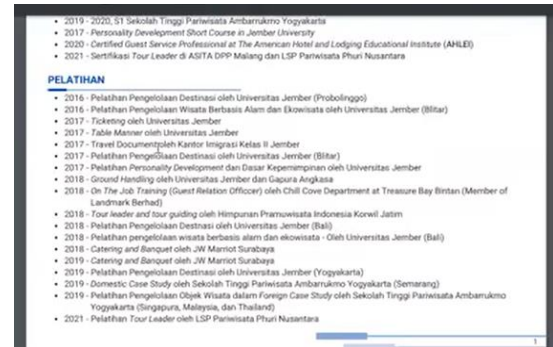 • 2019 - 2020, S1 Sekolah Tinggi Pariwisata Ambarrukmo Yogyakarta
• 2017 - Personality Develepment Short Course in Jember University
• 2020 - Certified Guest Service Professional at The American Hotel and Lodging Educational Institute (AHLEI)
• 2021 - Sertifikasi Tour Leader di ASITA DPP Malang dan LSP Pariwisata Phuri Nusantara
PELATIHAN
• 2016 - Pelatihan Pengelolaan Destinasi oleh Universitas Jember (Probolinggo)
• 2016 - Pelatihan Pengelolaan Wisata Berbasis Alam dan Ekowisata oleh Universitas Jember (Blitar)
• 2017 - Ticketing oleh Universitas Jember
• 2017 - Table Manner oleh Universitas Jember
• 2017 - Travel Document oleh Kantor Imigrasi Kelas II Jember
• 2017 - Pelatihan Pengelolaan Destinasi oleh Universitas Jember (Blitar)
• 2017 - Pelatihan Personality Development dan Dasar Kepemimpinan oleh Universitas Jember
• 2018 - Ground Handling oleh Universitas Jember dan Gapura Angkasa
• 2018 - On The Job Training (Guest Relation Officcer) oleh Chill Cove Department at Treasure Bay Bintan (Member of
Landmark Berhad)
• 2018 - Tour leader and tour guiding oleh Himpunan Pramuwisata Indonesia Korwil Jatim
• 2018 - Pelatihan Pengelolaan Destnasi oleh Universitas Jember (Bali)
• 2018 - Pelatihan pengelolaan wisata berbasis alam dan ekowisata - Oleh Universitas Jember (Bali)
• 2018 - Catering and Banquet oleh JW Marriot Surabaya
• 2019 - Catering and Banquet oleh JW Marriot Surabaya
• 2019 - Pelatihan Pengelolaan Destinasi oleh Universitas Jember (Yogyakarta)
• 2019 - Domestic Case Study oleh Sekolah Tinggi Pariwisata Ambarrukmo Yogyakarta (Semarang)
• 2019 - Pelatihan Pengelolaan Objek Wisata dalam Foreign Case Study oleh Sekolah Tinggi Pariwisata Ambarrukmo
Yogyakarta (Singapura, Malaysia, dan Thailand)
• 2021 - Pelatihan Tour Leader oleh LSP Pariwisata Phuri Nusantara
1